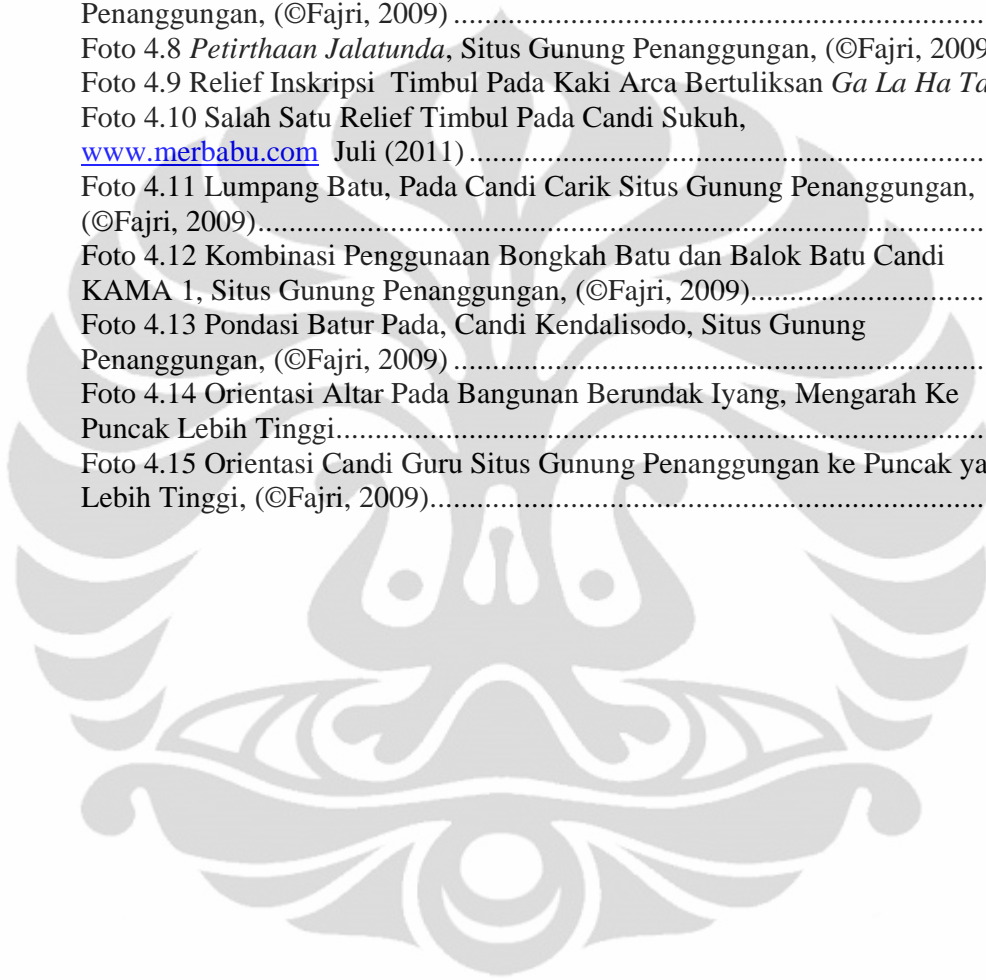 Penanggungan, (©Fajri, 2009) ....................................................................
Foto 4.8 Petirthaan Jalatunda, Situs Gunung Penanggungan, (©Fajri, 2009
Foto 4.9 Relief Inskripsi Timbul Pada Kaki Arca Bertuliksan Ga La Ha Ta
Foto 4.10 Salah Satu Relief Timbul Pada Candi Sukuh,
www.merbabu.com Juli (2011) ..................................................................
Foto 4.11 Lumpang Batu, Pada Candi Carik Situs Gunung Penanggungan,
(©Fajri, 2009).............................................................................................
Foto 4.12 Kombinasi Penggunaan Bongkah Batu dan Balok Batu Candi
KAMA 1, Situs Gunung Penanggungan, (©Fajri, 2009)..............................
Foto 4.13 Pondasi Batur Pada, Candi Kendalisodo, Situs Gunung
Penanggungan, (©Fajri, 2009) ....................................................................
Foto 4.14 Orientasi Altar Pada Bangunan Berundak Iyang, Mengarah Ke
Puncak Lebih Tinggi...................................................................................
Foto 4.15 Orientasi Candi Guru Situs Gunung Penanggungan ke Puncak ya
Lebih Tinggi, (©Fajri, 2009).......................................................................